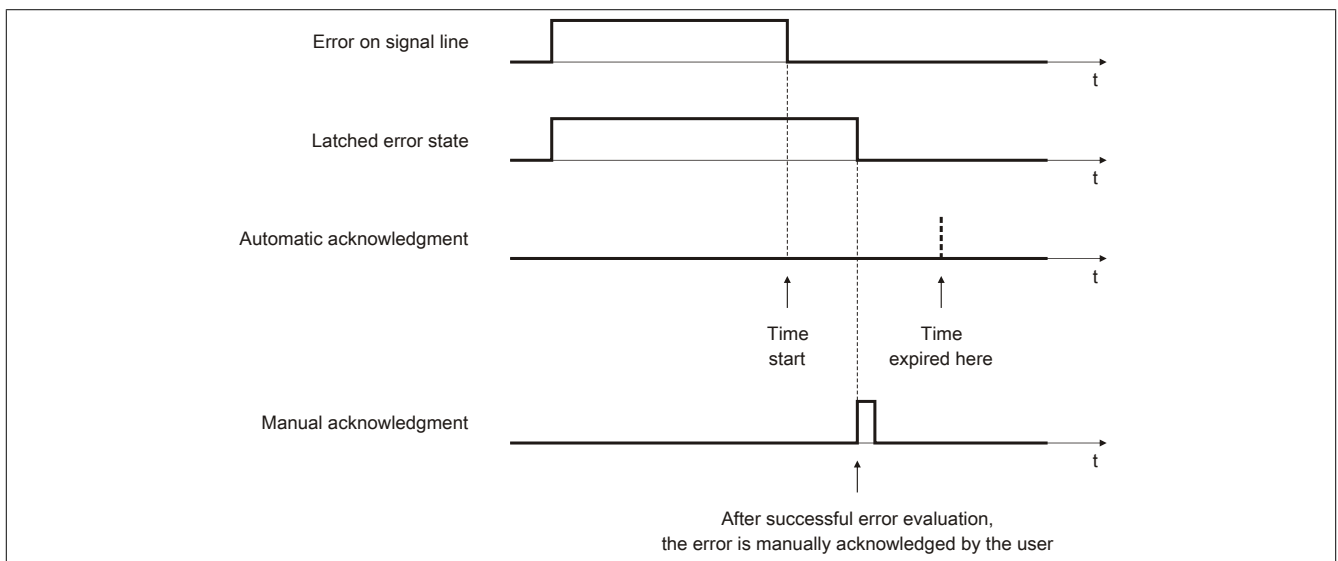 Error on signal line
t
Latched error state
t
Automatic acknowledgment
t
Time
start
Time
expired here
Manual acknowledgment
t
After successful error evaluation,
the error is manually acknowledged by the user